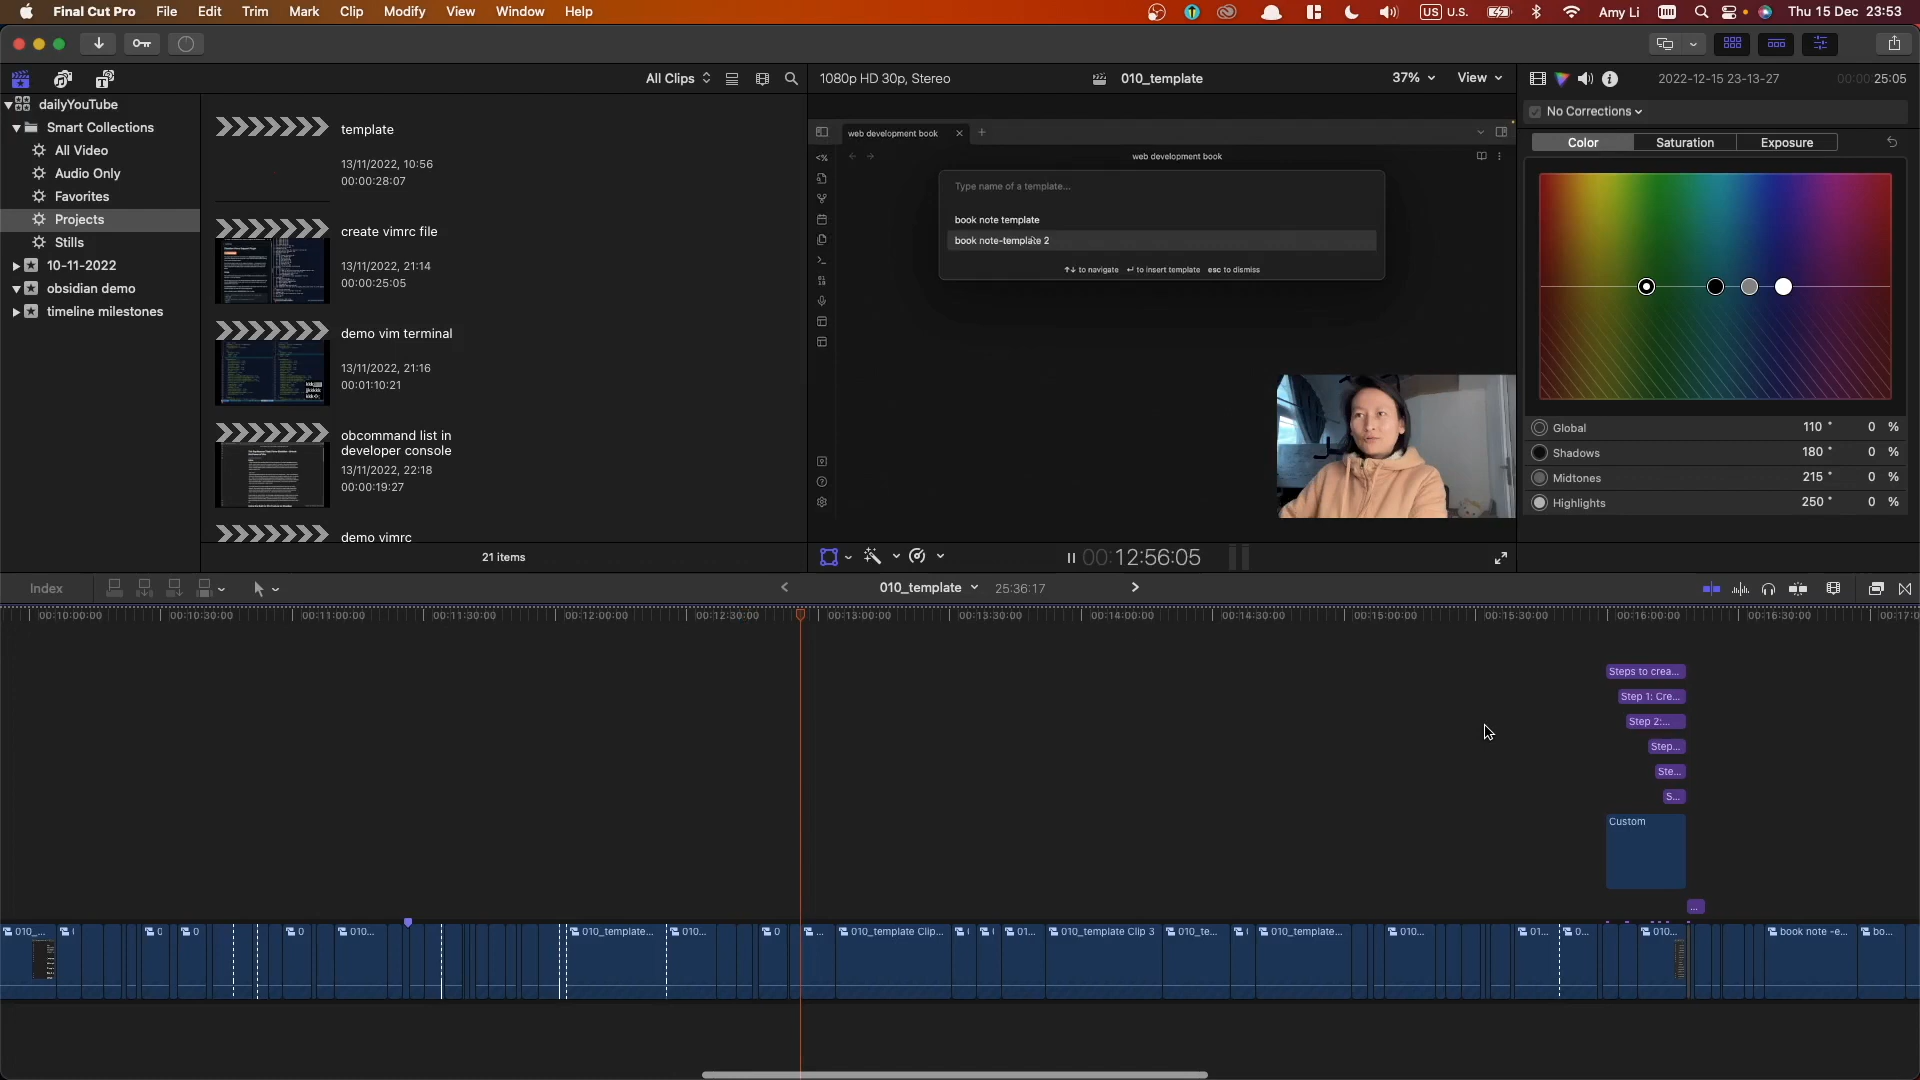 Final Cut Pro File Edit Trim Mark Clip Modify View Window Help
US U.S. Amy Li Thu 15 Dec 23:53
All Clips
1080p HD 30p, Stereo 010_template 37% View
2022-12-15 23-13-27 00:00:25:05
dailyYouTube
Smart Collections
All Video
Audio Only
Favorites
Projects
Stills
10-11-2022
obsidian demo
timeline milestones
template
13/11/2022, 10:56
00:00:28:07
create vimrc file
13/11/2022, 21:14
00:00:25:05
demo vim terminal
13/11/2022, 21:16
00:01:10:21
obcommand list in
developer console
13/11/2022, 22:18
00:00:19:27
demo vimrc
21 items
web development book
web development book
Type name of a template...
book note template
book note-template 2
↑↓ to navigate ↵ to insert template esc to dismiss
00:12:56:05
No Corrections
Color Saturation Exposure
Global 110 ° 0 %
Shadows 180 ° 0 %
Midtones 215 ° 0 %
Highlights 250 ° 0 %
Index
010_template 25:36:17
00:10:00:00 00:10:30:00 00:11:00:00 00:11:30:00 00:12:00:00 00:12:30:00 00:13:00:00 00:13:30:00 00:14:00:00 00:14:30:00 00:15:00:00 00:15:30:00 00:16:00:00 00:16:30:00 00:17:0
Steps to crea...
Step 1: Cre...
Step 2:...
Step...
Ste...
S...
Custom
...
010_... 0 0 0 010... 010_template... 010... 0 ... 010_template Clip... 01... 010_template Clip 3 010_te... 010_template... 010... 01... 0... 010... book note -e... bo...